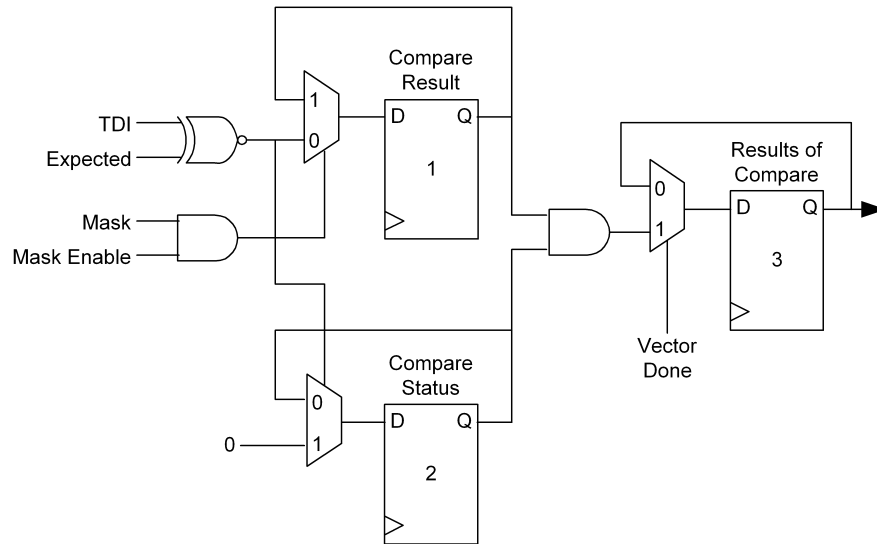 Compare
Result
1
0
D
Q
1
TDI
Expected
Mask
Mask Enable
Results of
Compare
0
1
D
Q
3
Vector
Done
Compare
Status
0
1
0
D
Q
2